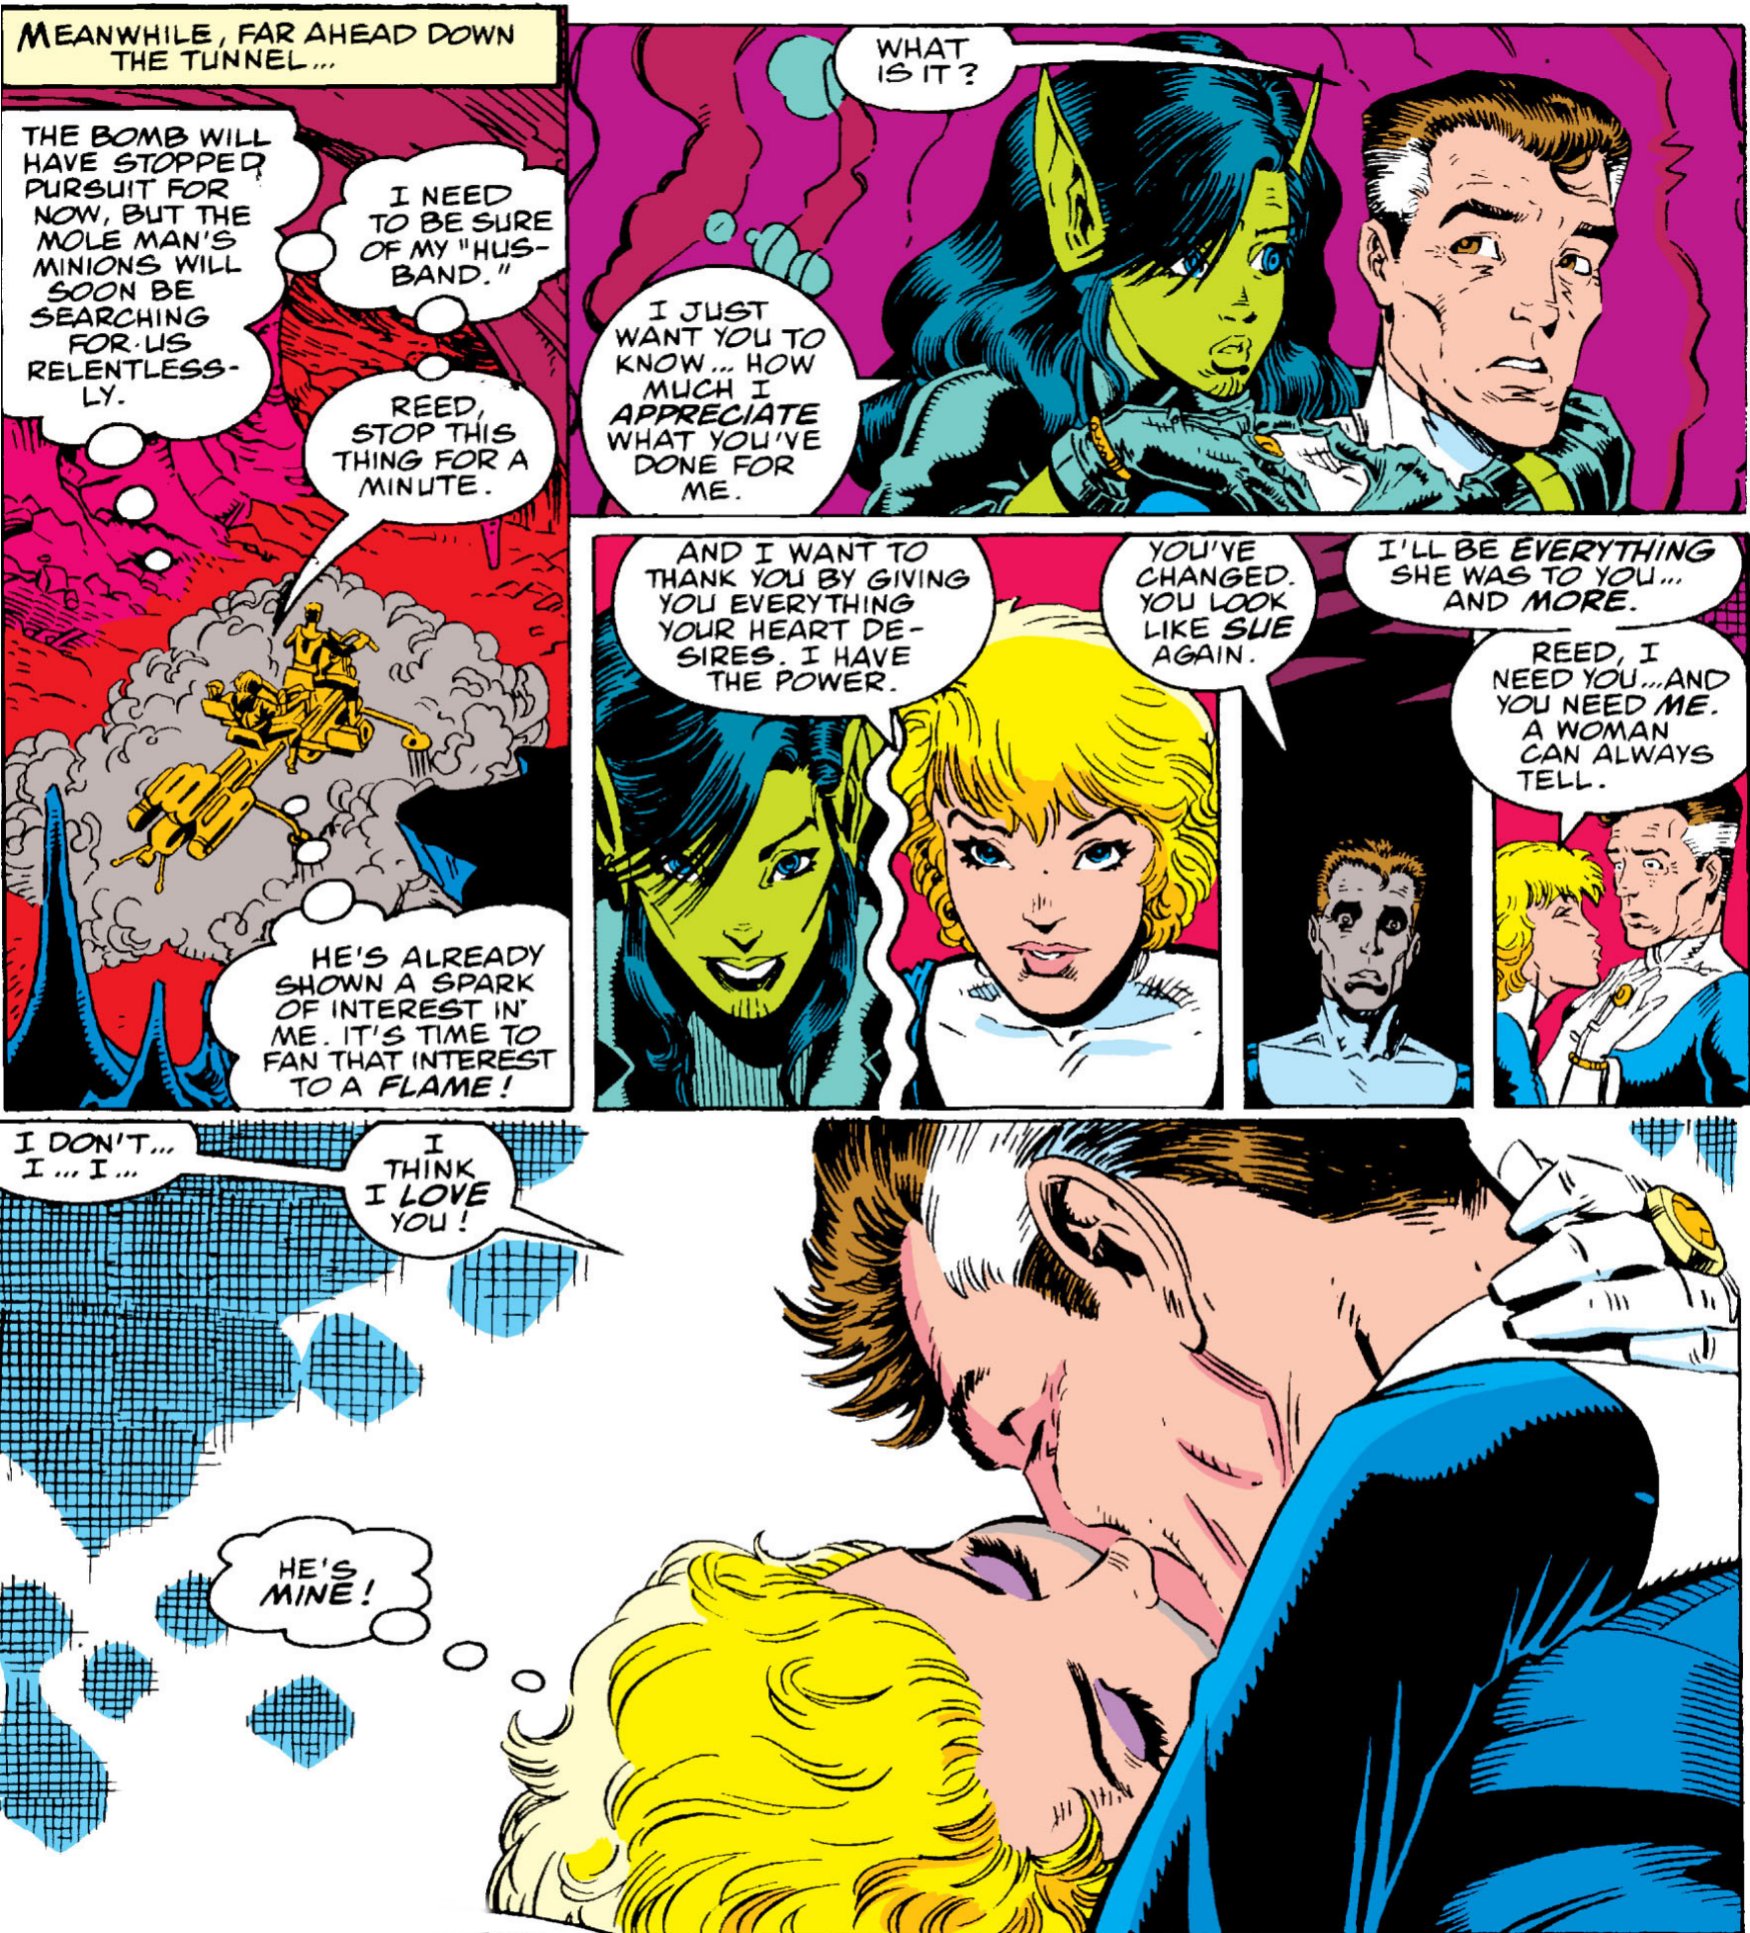 MEANWHILE, FAR AHEAD DOWN
THE TUNNEL...
THE BOMB WILL
HAVE STOPPED
PURSUIT FOR
NOW, BUT THE
MOLE MAN'S
MINIONS WILL
SOON BE
SEARCHING
FOR US
RELENTLESS-
LY.
I NEED
TO BE SURE
OF MY "HUS-
BAND."
REED,
STOP THIS
THING FOR A
MINUTE.
HE'S ALREADY
SHOWN A SPARK
OF INTEREST IN
ME. IT'S TIME TO
FAN THAT INTEREST
TO A FLAME!
WHAT
IS IT?
I JUST
WANT YOU TO
KNOW... HOW
MUCH I
APPRECIATE
WHAT YOU'VE
DONE FOR
ME.
AND I WANT TO
THANK YOU BY GIVING
YOU EVERYTHING
YOUR HEART DE-
SIRES. I HAVE
THE POWER.
YOU'VE
CHANGED.
YOU LOOK
LIKE SUE
AGAIN.
I'LL BE EVERYTHING
SHE WAS TO YOU...
AND MORE.
REED, I
NEED YOU...AND
YOU NEED ME.
A WOMAN
CAN ALWAYS
TELL.
I DON'T...
I... I...
I
THINK
I LOVE
YOU!
HE'S
MINE!